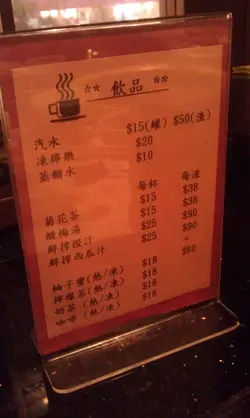 ** 飲品 **
汽水 $15(罐) $50(渣)
凍檸樂 $20
蒸餾水 $10
每杯 每渣
菊花茶 $15 $38
酸梅湯 $15 $38
鮮搾橙汁 $25 $90
鮮搾西瓜汁 $25 $90
柚子蜜(熱/凍) $18 $60
檸檬茶(熱/凍) $18
奶茶(熱/凍) $18
咖啡(熱/凍) $18